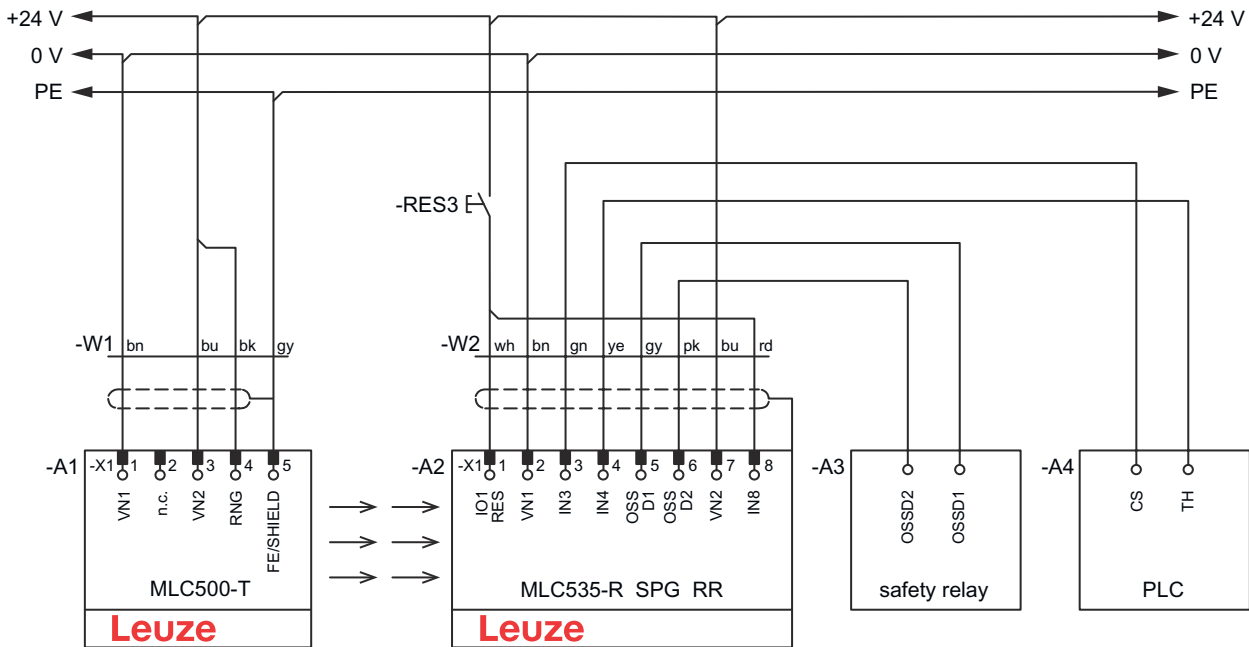 +24 V +24 V
0 V 0 V
PE PE
-RES3
-W1 bn bu bk gy -W2 wh bn gn ye gy pk bu rd
-A1 -X1 1 2 3 4 5 -A2 -X1 1 2 3 4 5 6 7 8 -A3 -A4
VN1 n.c. VN2 RNG FE/SHIELD
IO1 RES VN1 IN3 IN4 OSS D1 OSS D2 VN2 IN8
OSSD2 OSSD1
CS TH
MLC500-T MLC535-R SPG RR safety relay PLC
Leuze Leuze